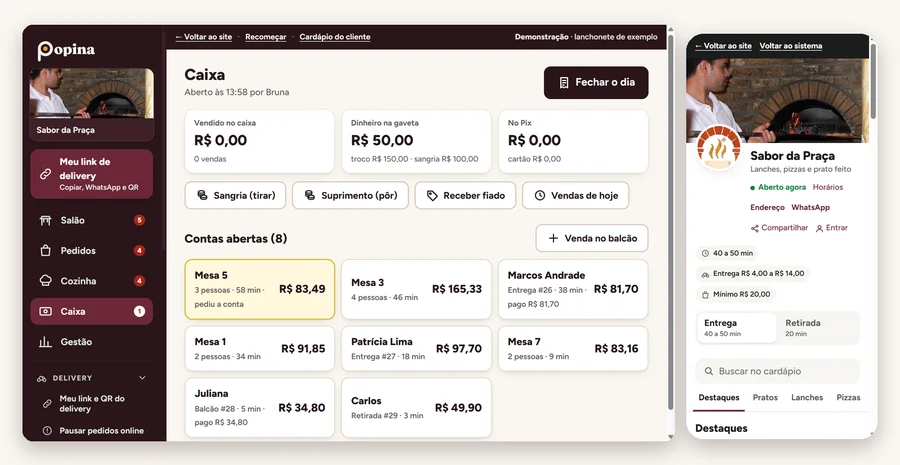 Popina
Sabor da Praça
Meu link de
delivery
Copiar, WhatsApp e QR
Salão 5
Pedidos 4
Cozinha 4
Caixa 1
Gestão
DELIVERY
Meu link e QR do
delivery
Pausar pedidos online
← Voltar ao site · Recomeçar · Cardápio do cliente
Demonstração · lanchonete de exemplo
Caixa
Aberto às 13:58 por Bruna
Fechar o dia
Vendido no caixa
R$ 0,00
0 vendas
Dinheiro na gaveta
R$ 50,00
troco R$ 150,00 · sangria R$ 100,00
No Pix
R$ 0,00
cartão R$ 0,00
Sangria (tirar)
Suprimento (pôr)
Receber fiado
Vendas de hoje
Contas abertas (8)
Venda no balcão
Mesa 5
3 pessoas · 58 min ·
pediu a conta
R$ 83,49
Mesa 3
4 pessoas · 46 min
R$ 165,33
Marcos Andrade
Entrega #26 · 38 min ·
pago R$ 81,70
R$ 81,70
Mesa 1
2 pessoas · 34 min
R$ 91,85
Patrícia Lima
Entrega #27 · 18 min
R$ 97,70
Mesa 7
2 pessoas · 9 min
R$ 83,16
Juliana
Balcão #28 · 5 min ·
pago R$ 34,80
R$ 34,80
Carlos
Retirada #29 · 3 min
R$ 49,90
← Voltar ao site Voltar ao sistema
Sabor da Praça
Lanches, pizzas e prato feito
Aberto agora Horários
Endereço WhatsApp
Compartilhar Entrar
40 a 50 min
Entrega R$ 4,00 a R$ 14,00
Mínimo R$ 20,00
Entrega
40 a 50 min
Retirada
20 min
Buscar no cardápio
Destaques Pratos Lanches Pizzas
Destaques